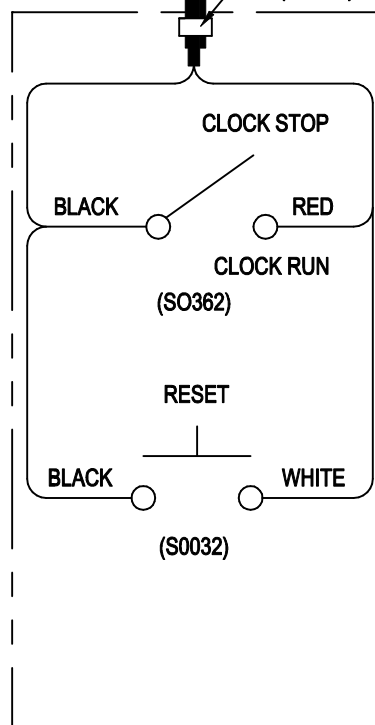 CLOCK STOP
BLACK
RED
CLOCK RUN
(SO362)
RESET
BLACK
WHITE
(S0032)